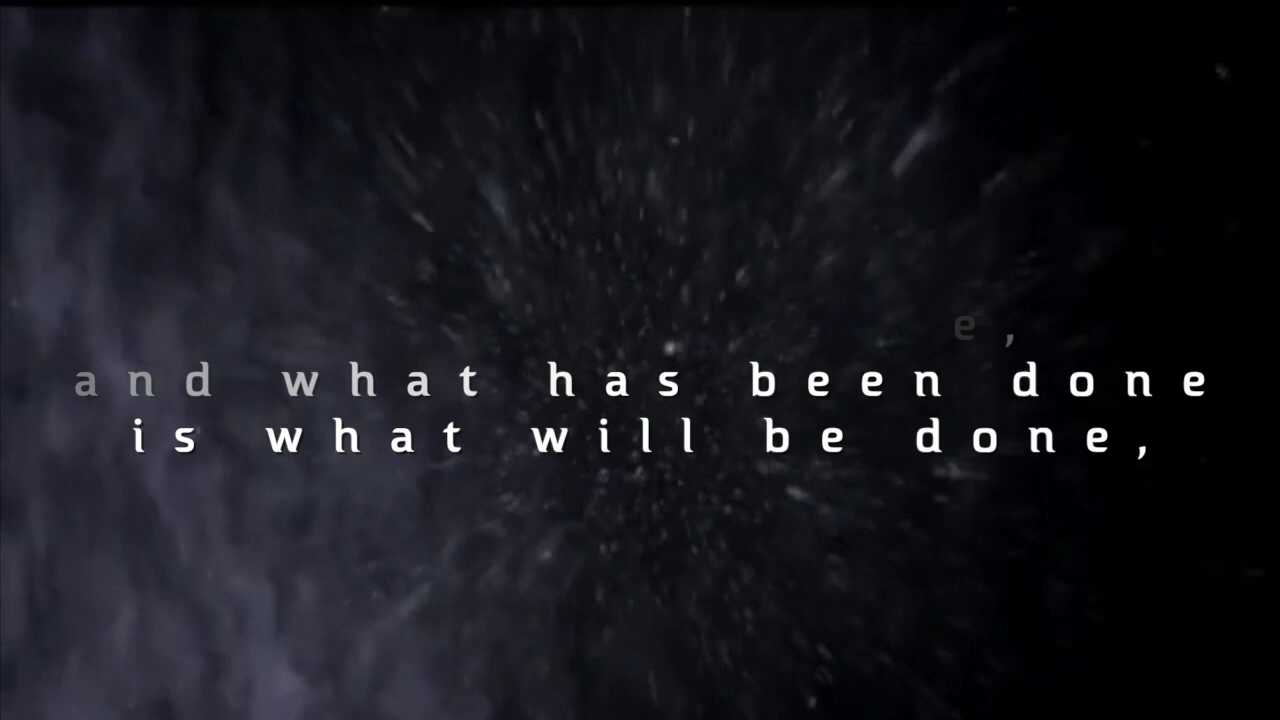 e,
and what has been done
is what will be done,